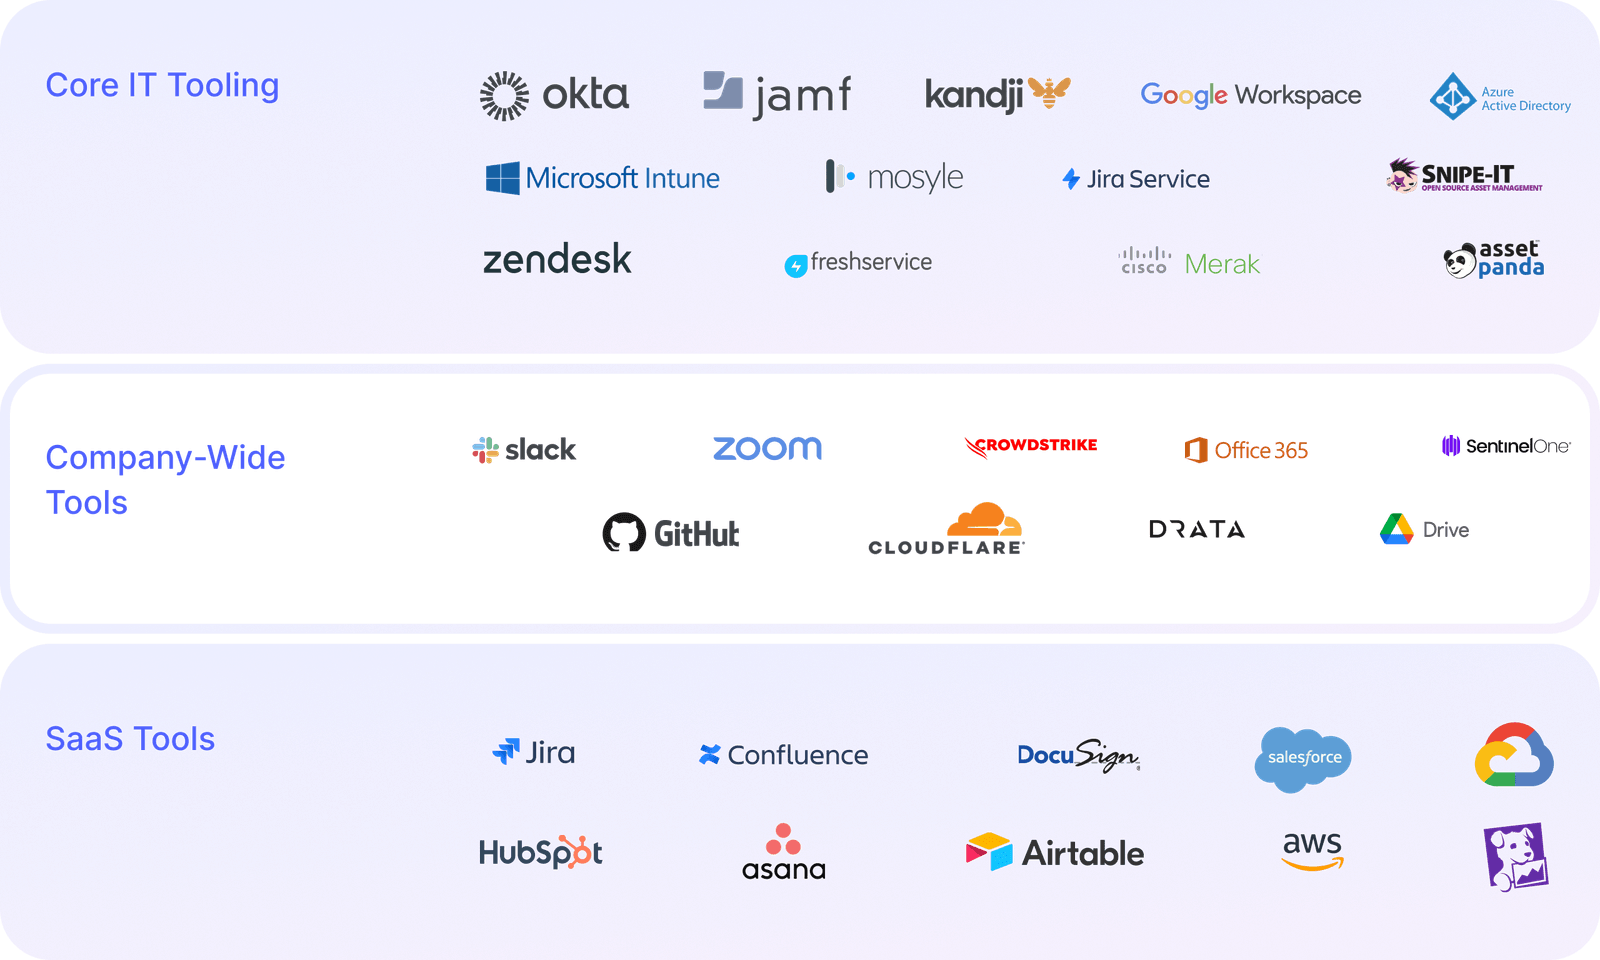 Core IT Tooling
okta
jamf
kandji
Google Workspace
Azure
Active Directory
Microsoft Intune
mosyle
Jira Service
SNIPE-IT
OPEN SOURCE ASSET MANAGEMENT
zendesk
freshservice
cisco Merak
asset
panda
Company-Wide
Tools
slack
zoom
CROWDSTRIKE
Office 365
SentinelOne
GitHub
CLOUDFLARE
DRATA
Drive
SaaS Tools
Jira
Confluence
DocuSign
salesforce
HubSpot
asana
Airtable
aws